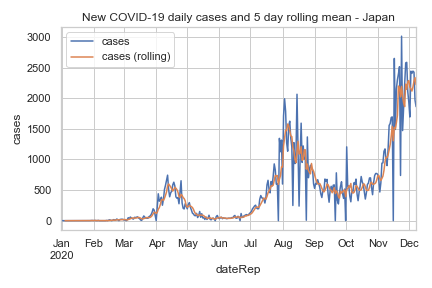 New COVID-19 daily cases and 5 day rolling mean - Japan
cases
cases (rolling)
cases
3000
2500
2000
1500
1000
500
0
Jan Feb Mar Apr May Jun Jul Aug Sep Oct Nov Dec
2020
dateRep